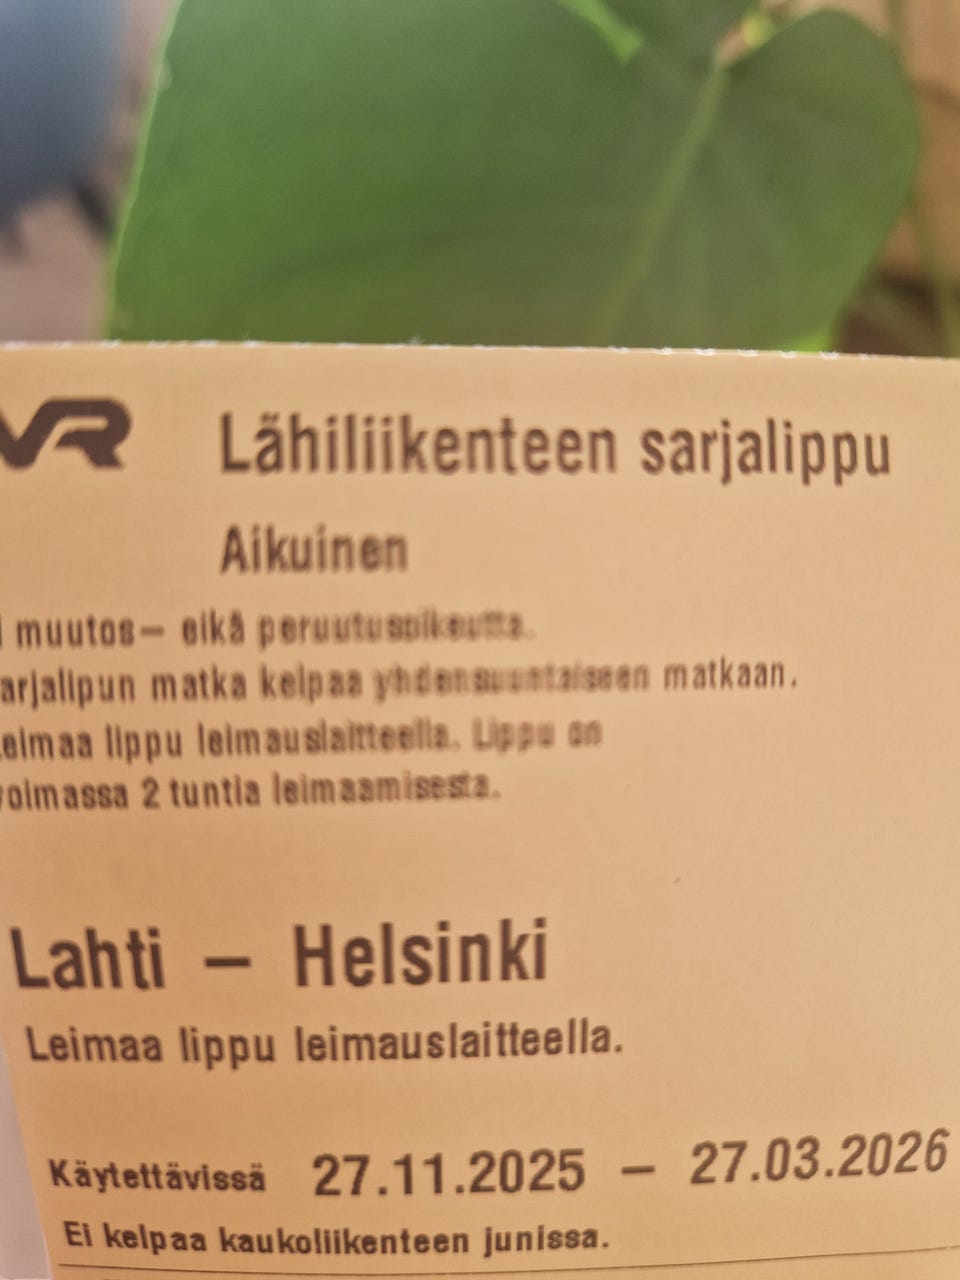 VR Lähiliikenteen sarjalippu
Aikuinen
muutos- eikä peruutusoikeutta.
arjalipun matka kelpaa yhdensuuntaiseen matkaan.
eimaa lippu leimauslaitteella. Lippu on
voimassa 2 tuntia leimaamisesta.
Lahti - Helsinki
Leimaa lippu leimauslaitteella.
Käytettävissä 27.11.2025 - 27.03.2026
Ei kelpaa kaukoliikenteen junissa.